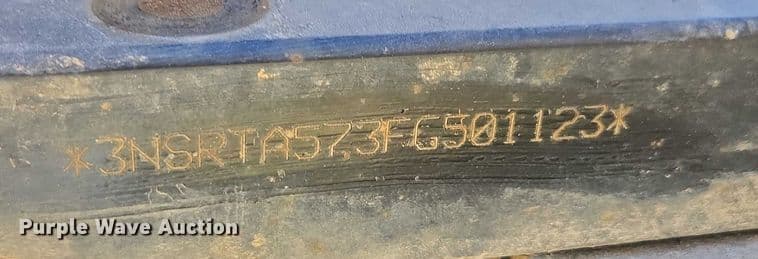 *3NSRTA573FG501123*
Purple Wave Auction